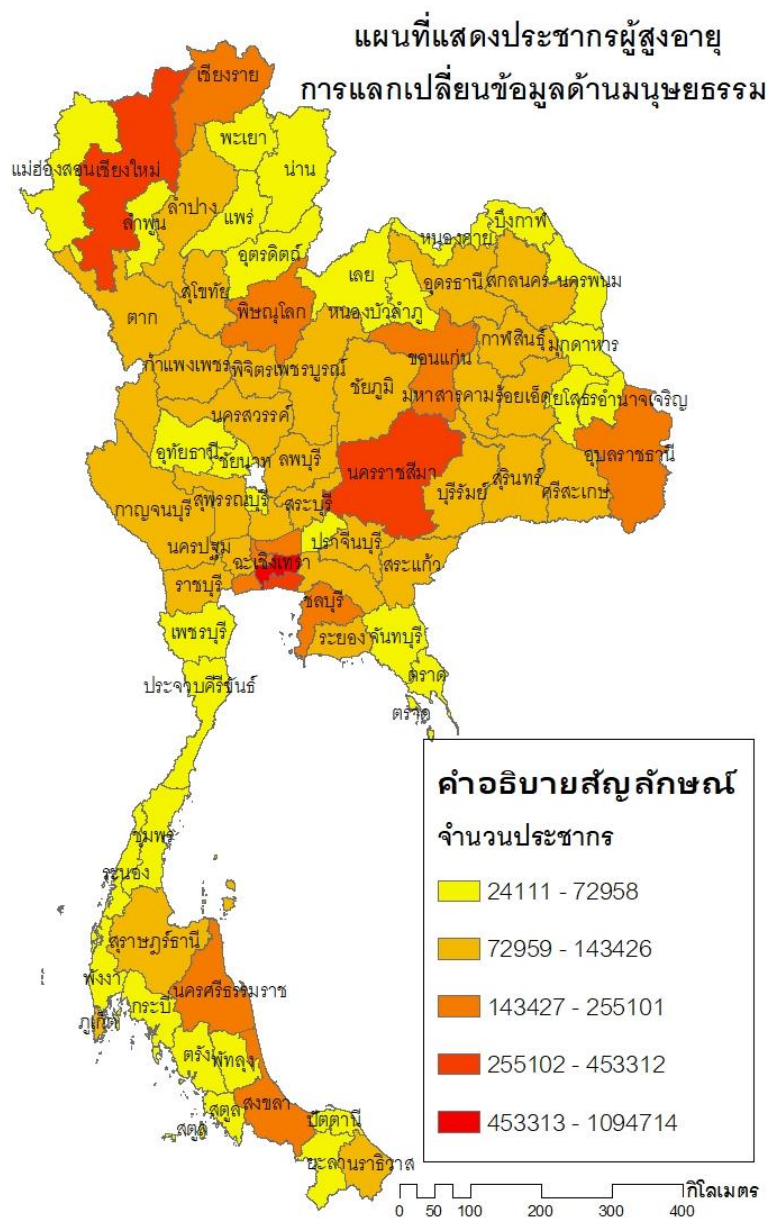 แผนที่แสดงประชากรผู้สูงอายุ
การแลกเปลี่ยนข้อมูลด้านมนุษยธรรม
เชียงราย
พะเยา
แม่ฮ่องสอน
เชียงใหม่
น่าน
ลำปาง
ลำพูน
แพร่
อุตรดิตถ์
บึงกาฬ
หนองคาย
เลย
อุดรธานี
สกลนคร
นครพนม
สุโขทัย
ตาก
พิษณุโลก
หนองบัวลำภู
ขอนแก่น
กาฬสินธุ์
มุกดาหาร
กำแพงเพชร
พิจิตร
เพชรบูรณ์
ชัยภูมิ
มหาสารคาม
ร้อยเอ็ด
ยโสธร
อำนาจเจริญ
นครสวรรค์
อุทัยธานี
ชัยนาท
ลพบุรี
นครราชสีมา
อุบลราชธานี
บุรีรัมย์
สุรินทร์
ศรีสะเกษ
กาญจนบุรี
สุพรรณบุรี
สระบุรี
ปราจีนบุรี
นครปฐม
ฉะเชิงเทรา
สระแก้ว
ราชบุรี
ชลบุรี
เพชรบุรี
ระยอง
จันทบุรี
ตราด
ประจวบคีรีขันธ์
ตราด
ชุมพร
ระนอง
สุราษฎร์ธานี
พังงา
นครศรีธรรมราช
กระบี่
ภูเก็ต
ตรัง
พัทลุง
สตูล
สงขลา
สตูล
ปัตตานี
ยะลา
นราธิวาส
คำอธิบายสัญลักษณ์
จำนวนประชากร
24111 - 72958
72959 - 143426
143427 - 255101
255102 - 453312
453313 - 1094714
กิโลเมตร
0 50 100 200 300 400